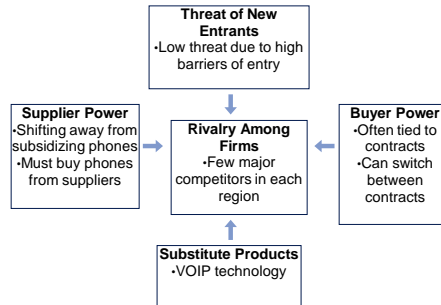 Threat of New
Entrants
•Low threat due to high
barriers of entry
Supplier Power
•Shifting away from
subsidizing phones
•Must buy phones
from suppliers
Rivalry Among
Firms
•Few major
competitors in each
region
Buyer Power
•Often tied to
contracts
•Can switch
between
contracts
Substitute Products
•VOIP technology